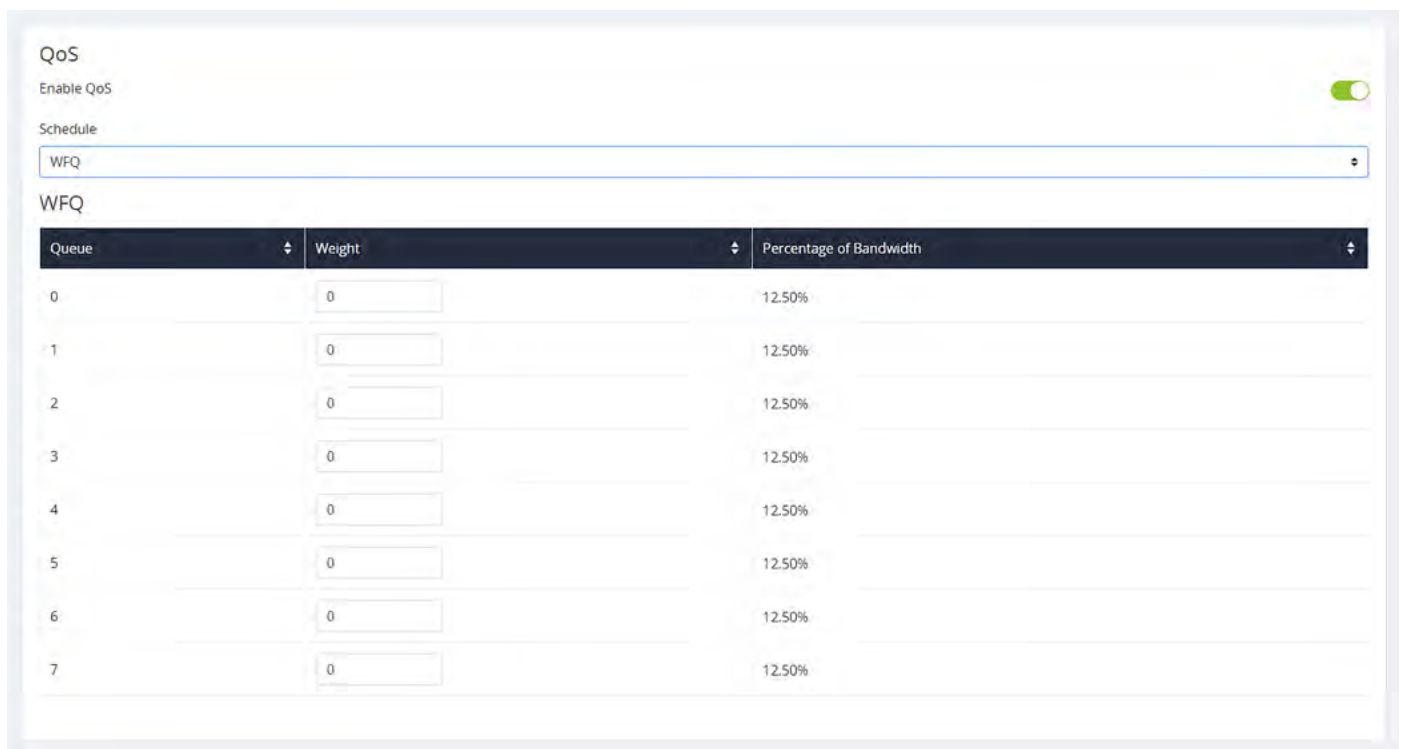 QoS
Enable QoS
Schedule
WFQ
WFQ
Queue Weight Percentage of Bandwidth
0 0 12.50%
1 0 12.50%
2 0 12.50%
3 0 12.50%
4 0 12.50%
5 0 12.50%
6 0 12.50%
7 0 12.50%